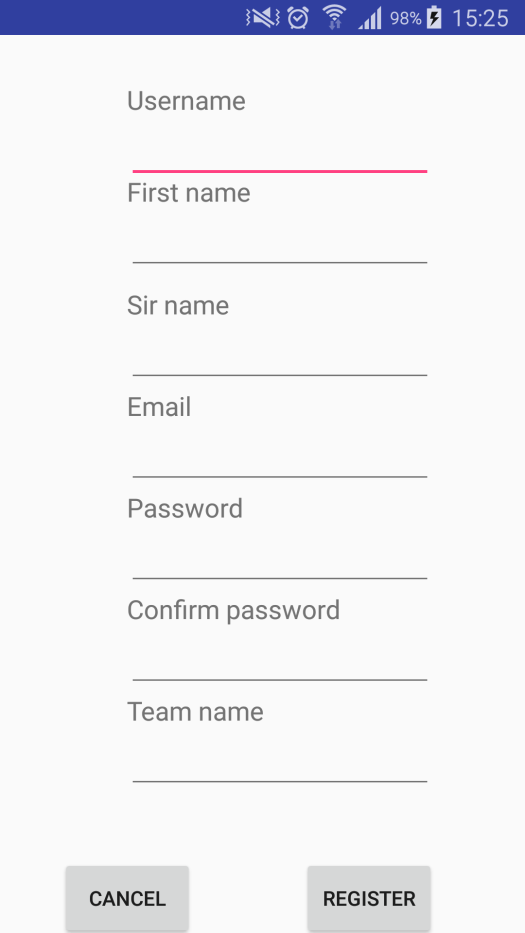 98% 15:25
Username
First name
Sir name
Email
Password
Confirm password
Team name
CANCEL REGISTER